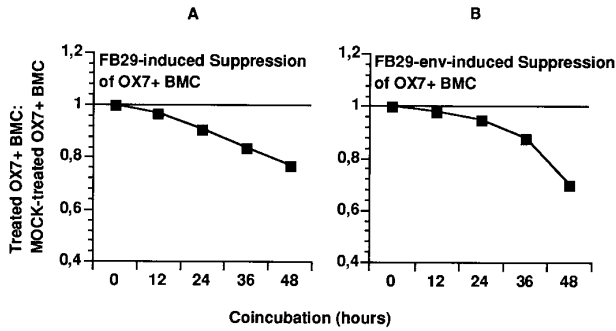 A
B
Treated OX7+ BMC:
MOCK-treated OX7+ BMC
1,2
1
0,8
0,6
0,4
FB29-induced Suppression
of OX7+ BMC
0
12
24
36
48
1,2
1
0,8
0,6
0,4
FB29-env-induced Suppression
of OX7+ BMC
0
12
24
36
48
Coincubation (hours)